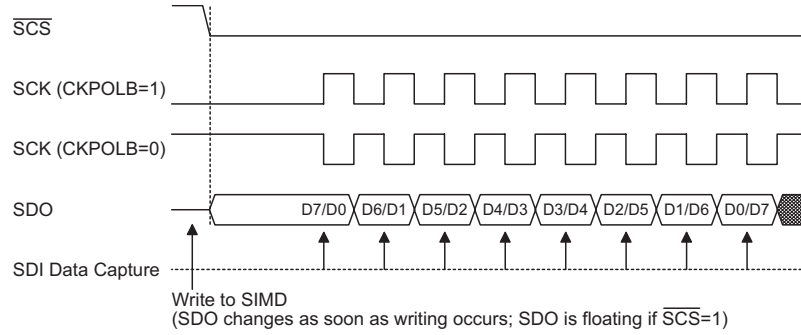 SCS
SCK (CKPOLB=1)
SCK (CKPOLB=0)
SDO D7/D0 D6/D1 D5/D2 D4/D3 D3/D4 D2/D5 D1/D6 D0/D7
SDI Data Capture
Write to SIMD
(SDO changes as soon as writing occurs; SDO is floating if SCS=1)